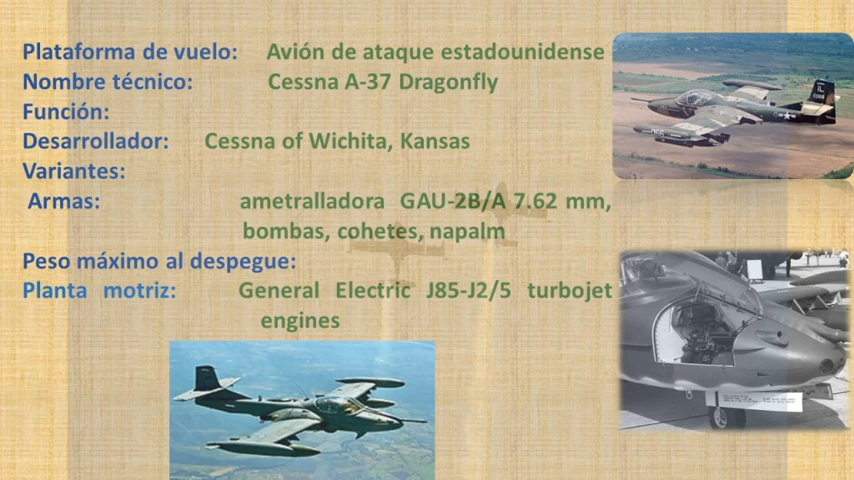 Plataforma de vuelo: Avión de ataque estadounidense
Nombre técnico: Cessna A-37 Dragonfly
Función:
Desarrollador: Cessna of Wichita, Kansas
Variantes:
Armas: ametralladora GAU-2B/A 7.62 mm,
bombas, cohetes, napalm
Peso máximo al despegue:
Planta motriz: General Electric J85-J2/5 turbojet
engines
IL